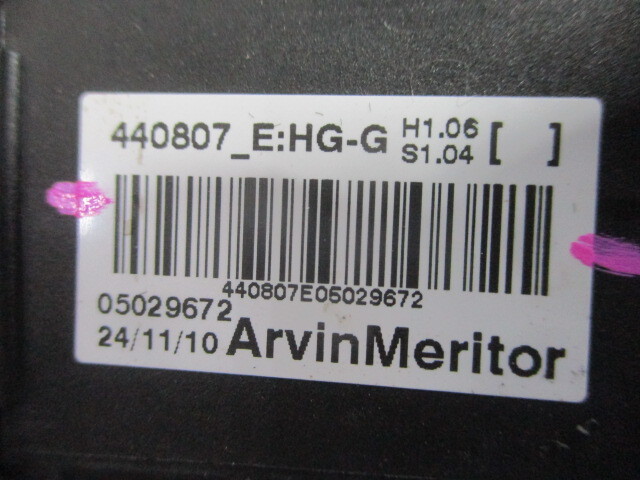 440807_E:HG-G H1.06 [ ]
S1.04
440807E05029672
05029672
24/11/10 ArvinMeritor